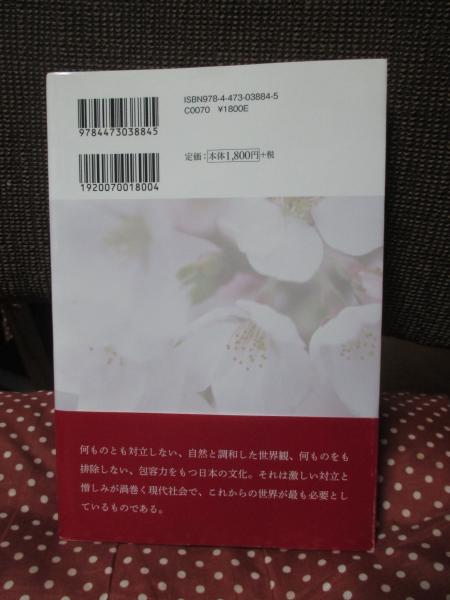 ISBN978-4-473-03884-5
C0070 ¥1800E
9784473038845
定価：本体1,800円+税
1920070018004
何ものとも対立しない、自然と調和した世界観、何ものをも
排除しない、包容力をもつ日本の文化。それは激しい対立と
憎しみが渦巻く現代社会で、これからの世界が最も必要とし
ているものである。